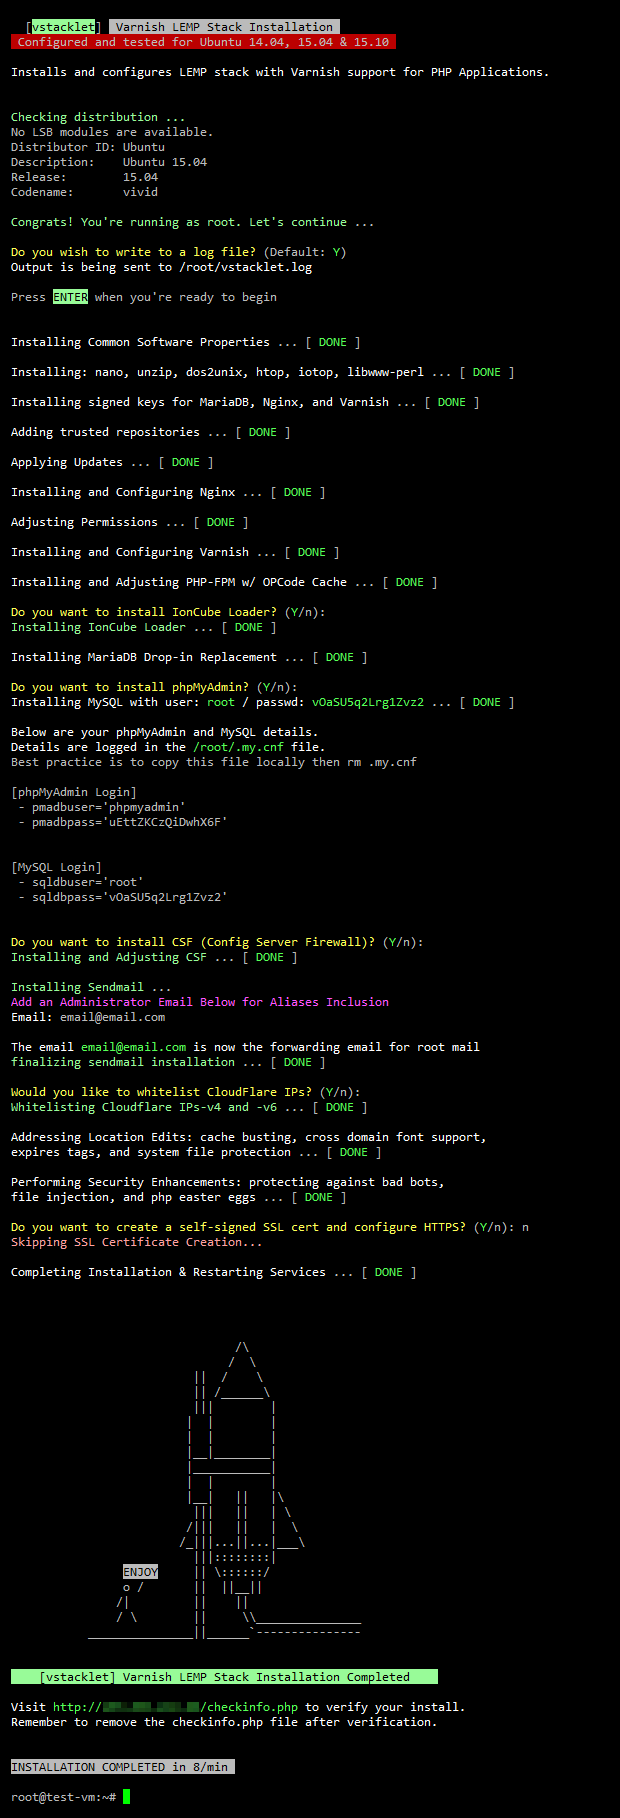 [vstacklet] Varnish LEMP Stack Installation
Configured and tested for Ubuntu 14.04, 15.04 & 15.10
Installs and configures LEMP stack with Varnish support for PHP Applications.
Checking distribution ...
No LSB modules are available.
Distributor ID: Ubuntu
Description:    Ubuntu 15.04
Release:        15.04
Codename:       vivid
Congrats! You're running as root. Let's continue ...
Do you wish to write to a log file? (Default: Y)
Output is being sent to /root/vstacklet.log
Press ENTER when you're ready to begin
Installing Common Software Properties ... [ DONE ]
Installing: nano, unzip, dos2unix, htop, iotop, libwww-perl ... [ DONE ]
Installing signed keys for MariaDB, Nginx, and Varnish ... [ DONE ]
Adding trusted repositories ... [ DONE ]
Applying Updates ... [ DONE ]
Installing and Configuring Nginx ... [ DONE ]
Adjusting Permissions ... [ DONE ]
Installing and Configuring Varnish ... [ DONE ]
Installing and Adjusting PHP-FPM w/ OPCode Cache ... [ DONE ]
Do you want to install IonCube Loader? (Y/n):
Installing IonCube Loader ... [ DONE ]
Installing MariaDB Drop-in Replacement ... [ DONE ]
Do you want to install phpMyAdmin? (Y/n):
Installing MySQL with user: root / passwd: vOaSU5q2Lrg1Zvz2 ... [ DONE ]
Below are your phpMyAdmin and MySQL details.
Details are logged in the /root/.my.cnf file.
Best practice is to copy this file locally then rm .my.cnf
[phpMyAdmin Login]
- pmadbuser='phpmyadmin'
- pmadbpass='uEttZKCzQiDwhX6F'
[MySQL Login]
- sqldbuser='root'
- sqldbpass='vOaSU5q2Lrg1Zvz2'
Do you want to install CSF (Config Server Firewall)? (Y/n):
Installing and Adjusting CSF ... [ DONE ]
Installing Sendmail ...
Add an Administrator Email Below for Aliases Inclusion
Email: email@email.com
The email email@email.com is now the forwarding email for root mail
finalizing sendmail installation ... [ DONE ]
Would you like to whitelist CloudFlare IPs? (Y/n):
Whitelisting Cloudflare IPs-v4 and -v6 ... [ DONE ]
Addressing Location Edits: cache busting, cross domain font support,
expires tags, and system file protection ... [ DONE ]
Performing Security Enhancements: protecting against bad bots,
file injection, and php easter eggs ... [ DONE ]
Do you want to create a self-signed SSL cert and configure HTTPS? (Y/n): n
Skipping SSL Certificate Creation...
Completing Installation & Restarting Services ... [ DONE ]
ENJOY
[vstacklet] Varnish LEMP Stack Installation Completed
Visit http:// /checkinfo.php to verify your install.
Remember to remove the checkinfo.php file after verification.
INSTALLATION COMPLETED in 8/min
root@test-vm:~#